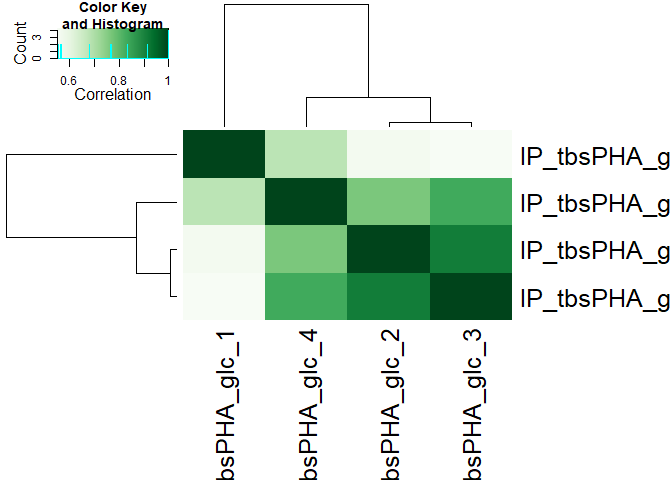 Color Key
and Histogram
Count
0 3
0.6 0.8 1
Correlation
IP_tbsPHA_g
IP_tbsPHA_g
IP_tbsPHA_g
IP_tbsPHA_g
bsPHA_glc_1
bsPHA_glc_4
bsPHA_glc_2
bsPHA_glc_3